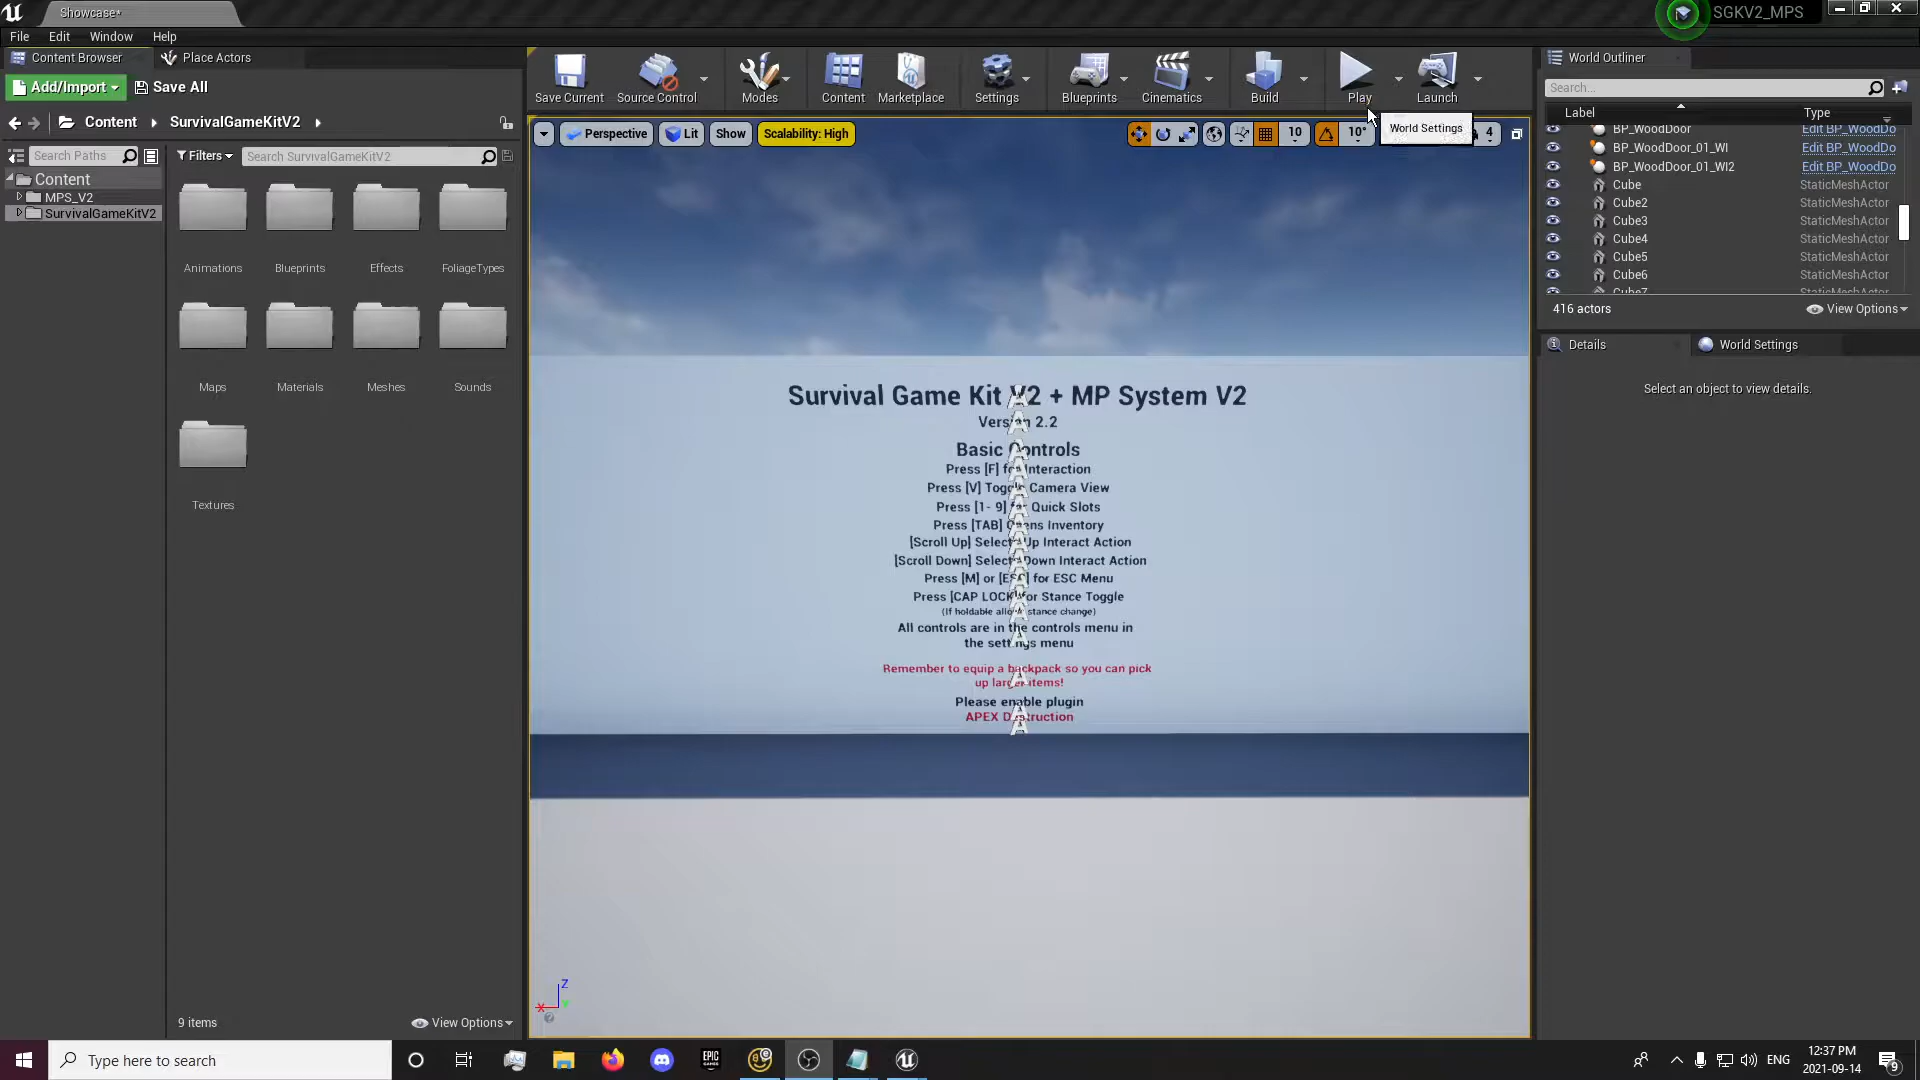 Showcase*
SGKV2_MPS
File Edit Window Help
Content Browser
Place Actors
Add/Import
Save All
Content
SurvivalGameKitV2
Search Paths
Filters
Search SurvivalGameKitV2
Content
MPS_V2
SurvivalGameKitV2
Animations
Blueprints
Effects
FoliageTypes
Maps
Materials
Meshes
Sounds
Textures
9 items
View Options
Save Current
Source Control
Modes
Content
Marketplace
Settings
Blueprints
Cinematics
Build
Play
Launch
Perspective
Lit
Show
Scalability: High
10
10°
4
World Settings
Survival Game Kit V2 + MP System V2
Version 2.2
Basic Controls
Press [F] for Interaction
Press [V] Toggle Camera View
Press [1- 9] for Quick Slots
Press [TAB] Opens Inventory
[Scroll Up] Selects Up Interact Action
[Scroll Down] Selects Down Interact Action
Press [M] or [ESC] for ESC Menu
Press [CAP LOCK] for Stance Toggle
(If holdable allows stance change)
All controls are in the controls menu in
the settings menu
Remember to equip a backpack so you can pick
up larger items!
Please enable plugin
APEX Destruction
X
Z
Y
World Outliner
Search...
Label
Type
BP_WoodDoor
Edit BP_WoodDo
BP_WoodDoor_01_WI
Edit BP_WoodDo
BP_WoodDoor_01_WI2
Edit BP_WoodDo
Cube
StaticMeshActor
Cube2
StaticMeshActor
Cube3
StaticMeshActor
Cube4
StaticMeshActor
Cube5
StaticMeshActor
Cube6
StaticMeshActor
Cube7
StaticMeshActor
416 actors
View Options
Details
World Settings
Select an object to view details.
Type here to search
EPIC GAMES
ENG
12:37 PM
2021-09-14
9